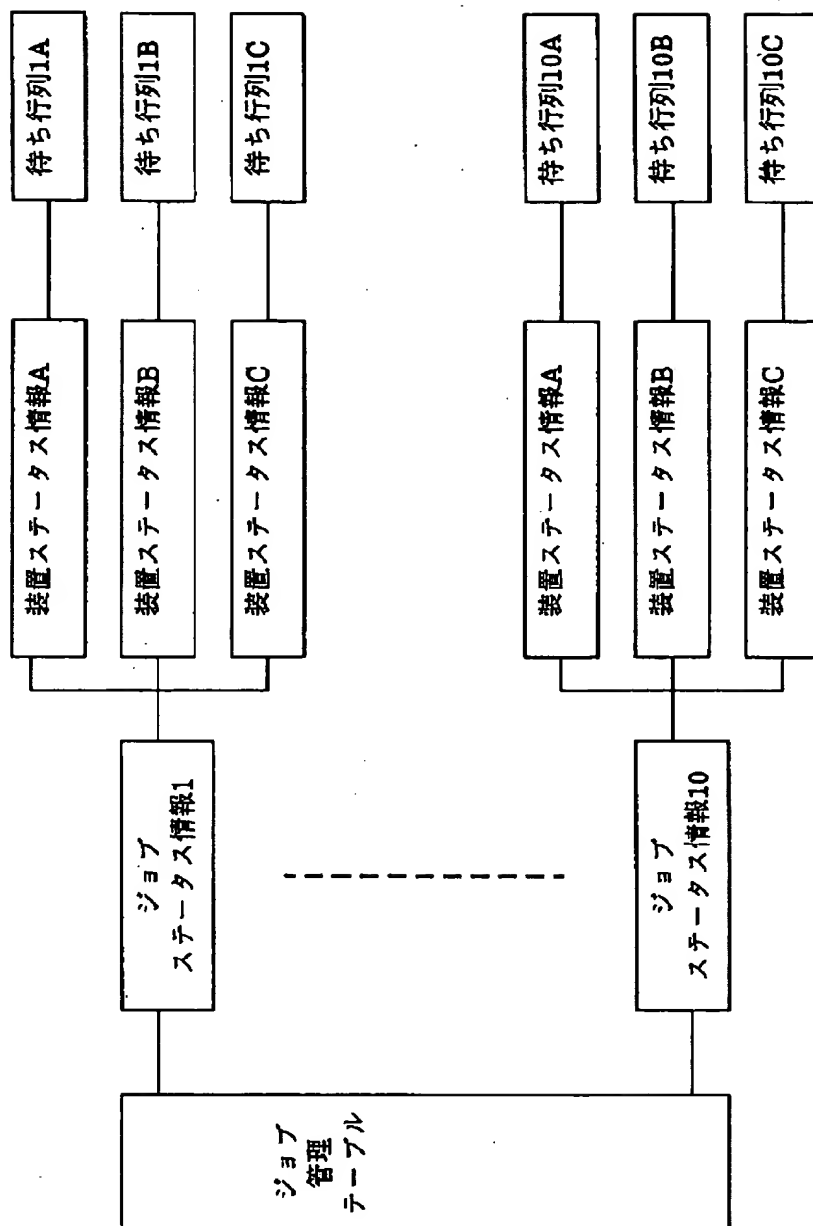 ジョブ
管理
テーブル
ジョブ
ステータス情報1
装置ステータス情報A
待ち行列1A
装置ステータス情報B
待ち行列1B
装置ステータス情報C
待ち行列1C
ジョブ
ステータス情報10
装置ステータス情報A
待ち行列10A
装置ステータス情報B
待ち行列10B
装置ステータス情報C
待ち行列10C